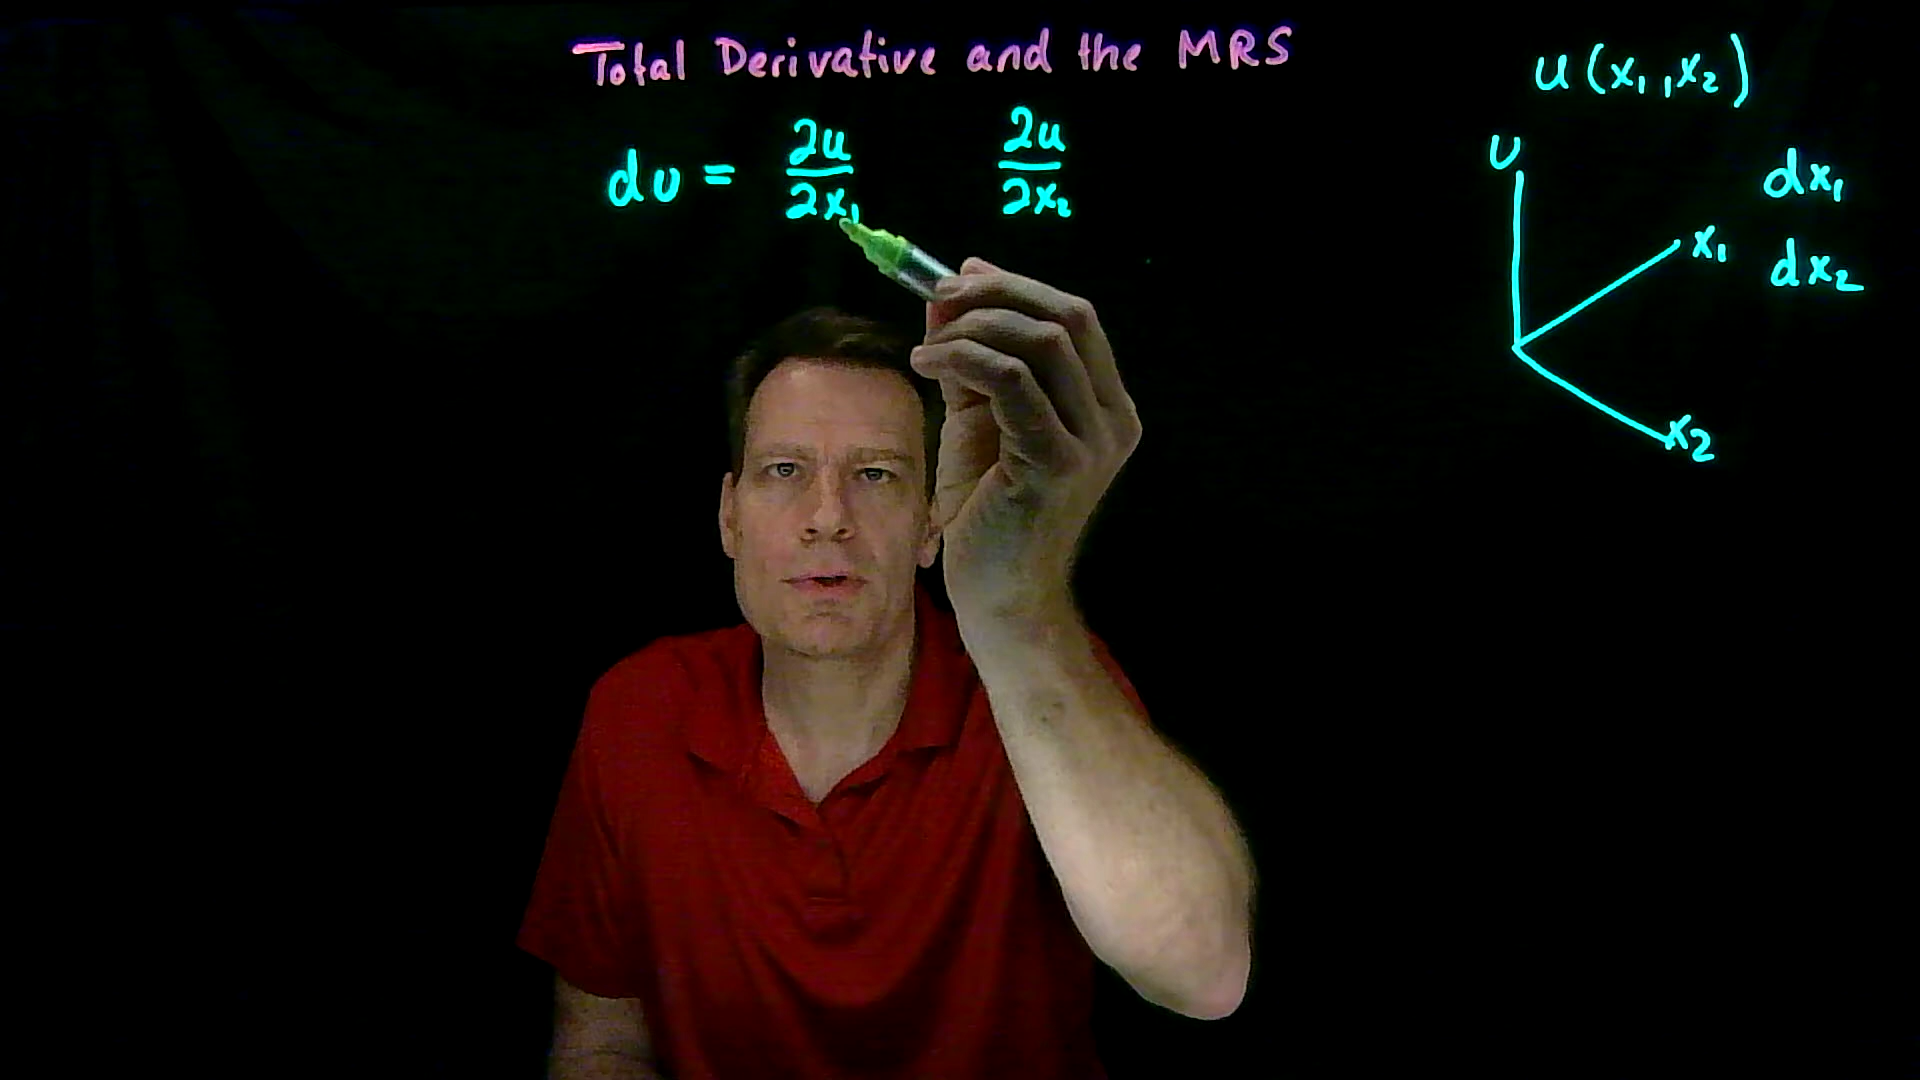 Total Derivative and the MRS
du = ∂u/∂x₁ ∂u/∂x₂
u(x₁, x₂)
U
dx₁
x₁
dx₂
x₂